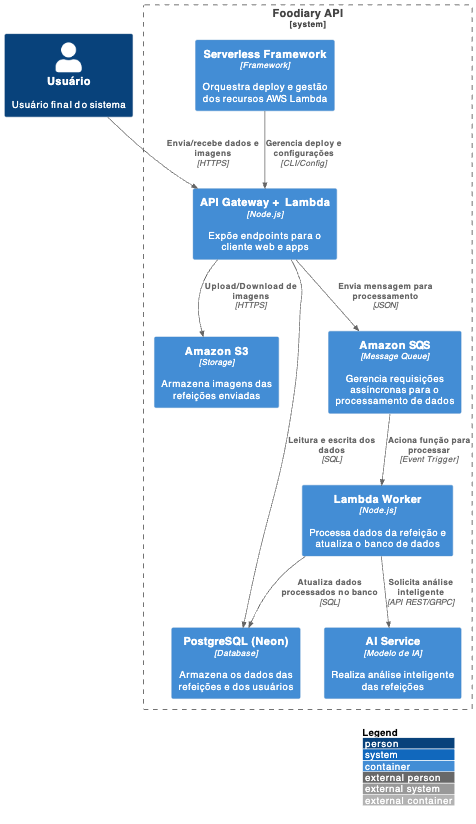 Foodiary API
[system]
Serverless Framework
[Framework]
Orquestra deploy e gestão
dos recursos AWS Lambda
Usuário
Usuário final do sistema
Envia/recebe dados e
imagens
[HTTPS]
Gerencia deploy e
configurações
[CLI/Config]
API Gateway + Lambda
[Node.js]
Expõe endpoints para o
cliente web e apps
Upload/Download de
imagens
[HTTPS]
Envia mensagem para
processamento
[JSON]
Amazon S3
[Storage]
Armazena imagens das
refeições enviadas
Amazon SQS
[Message Queue]
Gerencia requisições
assíncronas para o
processamento de dados
Leitura e escrita dos
dados
[SQL]
Aciona função para
processar
[Event Trigger]
Lambda Worker
[Node.js]
Processa dados da refeição e
atualiza o banco de dados
Atualiza dados
processados no banco
[SQL]
Solicita análise
inteligente
[API REST/GRPC]
PostgreSQL (Neon)
[Database]
Armazena os dados das
refeições e dos usuários
AI Service
[Modelo de IA]
Realiza análise inteligente
das refeições
Legend
person
system
container
external person
external system
external container